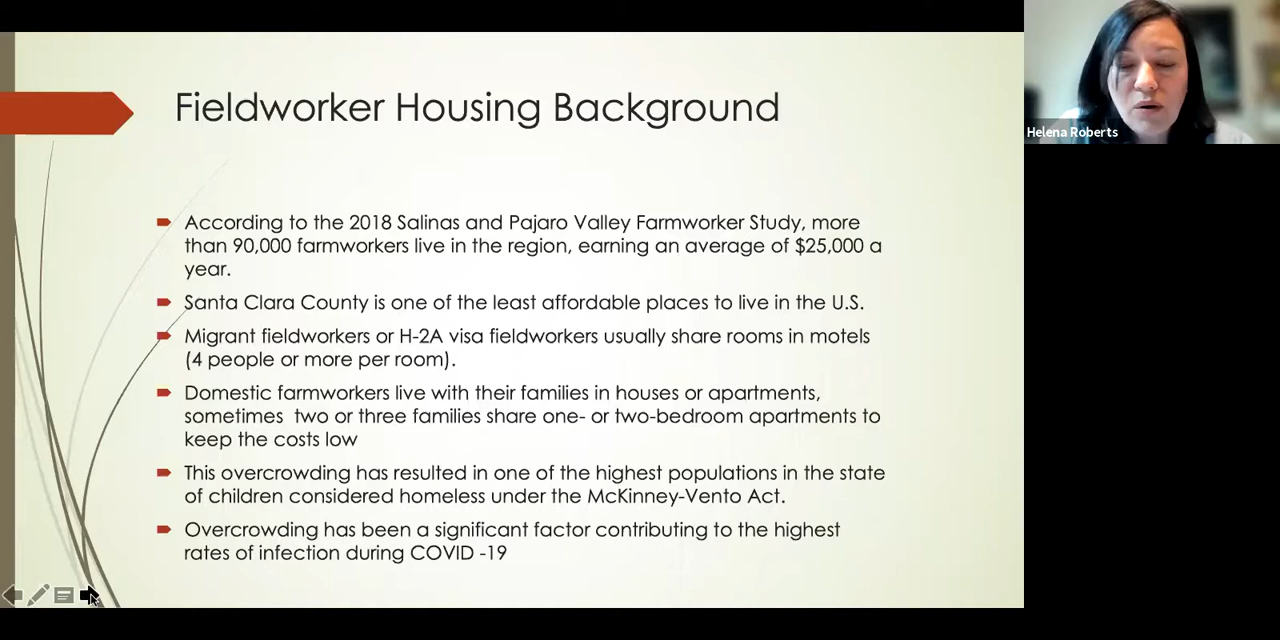 Fieldworker Housing Background
According to the 2018 Salinas and Pajaro Valley Farmworker Study, more
than 90,000 farmworkers live in the region, earning an average of $25,000 a
year.
Santa Clara County is one of the least affordable places to live in the U.S.
Migrant fieldworkers or H-2A visa fieldworkers usually share rooms in motels
(4 people or more per room).
Domestic farmworkers live with their families in houses or apartments,
sometimes  two or three families share one- or two-bedroom apartments to
keep the costs low
This overcrowding has resulted in one of the highest populations in the state
of children considered homeless under the McKinney-Vento Act.
Overcrowding has been a significant factor contributing to the highest
rates of infection during COVID -19
Helena Roberts